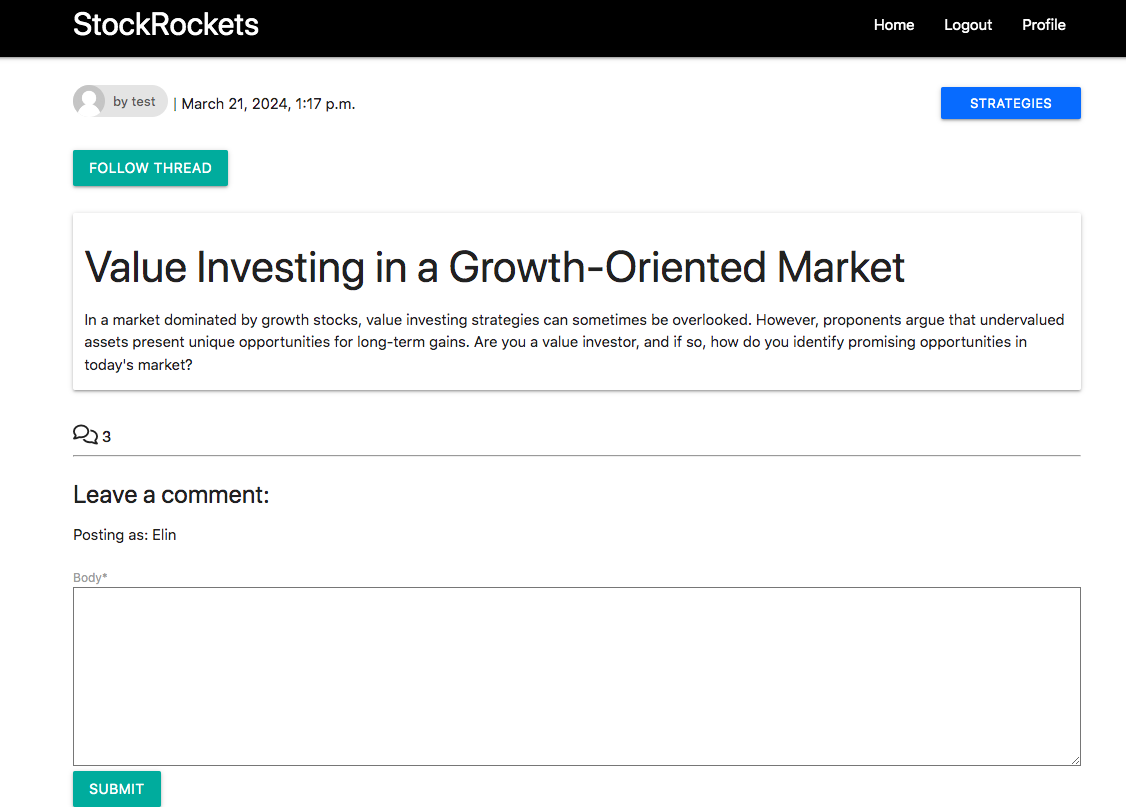 StockRockets
Home Logout Profile
by test | March 21, 2024, 1:17 p.m.
STRATEGIES
FOLLOW THREAD
Value Investing in a Growth-Oriented Market
In a market dominated by growth stocks, value investing strategies can sometimes be overlooked. However, proponents argue that undervalued
assets present unique opportunities for long-term gains. Are you a value investor, and if so, how do you identify promising opportunities in
today's market?
3
Leave a comment:
Posting as: Elin
Body*
SUBMIT